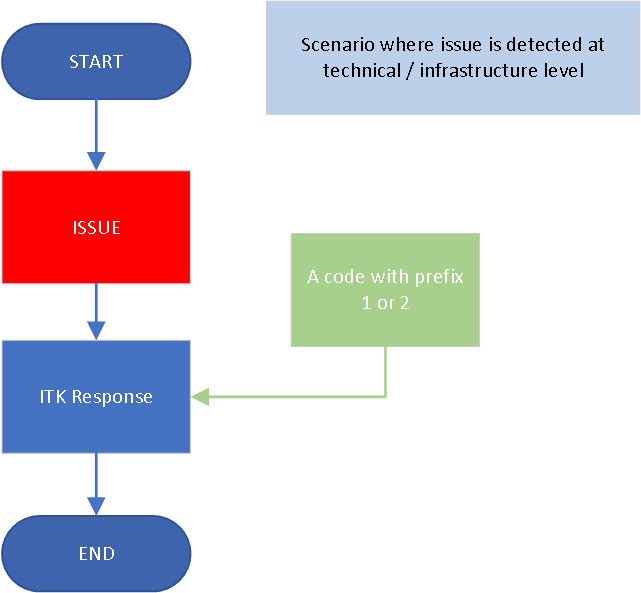 START
Scenario where issue is detected at
technical / infrastructure level
ISSUE
A code with prefix
1 or 2
ITK Response
END